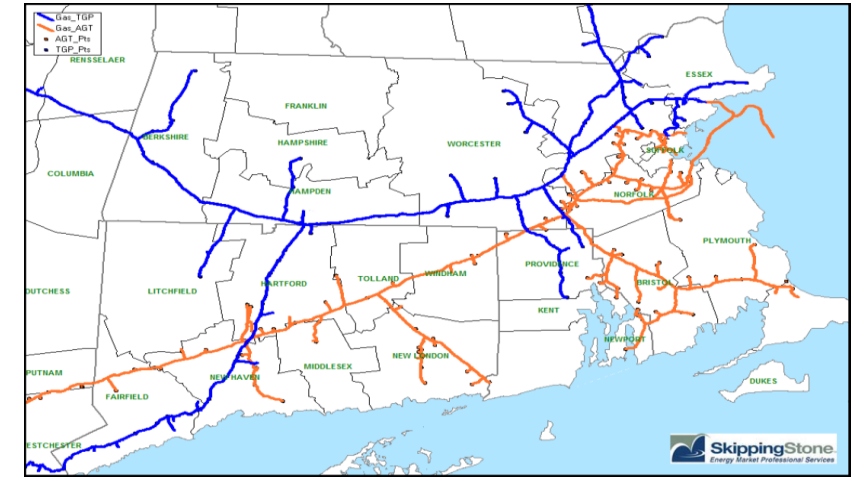 Gas_TGP
Gas_AGT
AGT_Pts
TGP_Pts
RENSSELAER
ESSEX
FRANKLIN
BERKSHIRE
HAMPSHIRE
WORCESTER
SUFFOLK
COLUMBIA
HAMPDEN
NORFOLK
PLYMOUTH
PROVIDENCE
TOLLAND
WINDHAM
BRISTOL
HARTFORD
DUTCHESS
LITCHFIELD
KENT
NEWPORT
NEW LONDON
MIDDLESEX
PUTNAM
NEW HAVEN
DUKES
FAIRFIELD
ESTCHESTER
SkippingStone
Energy Market Professional Services